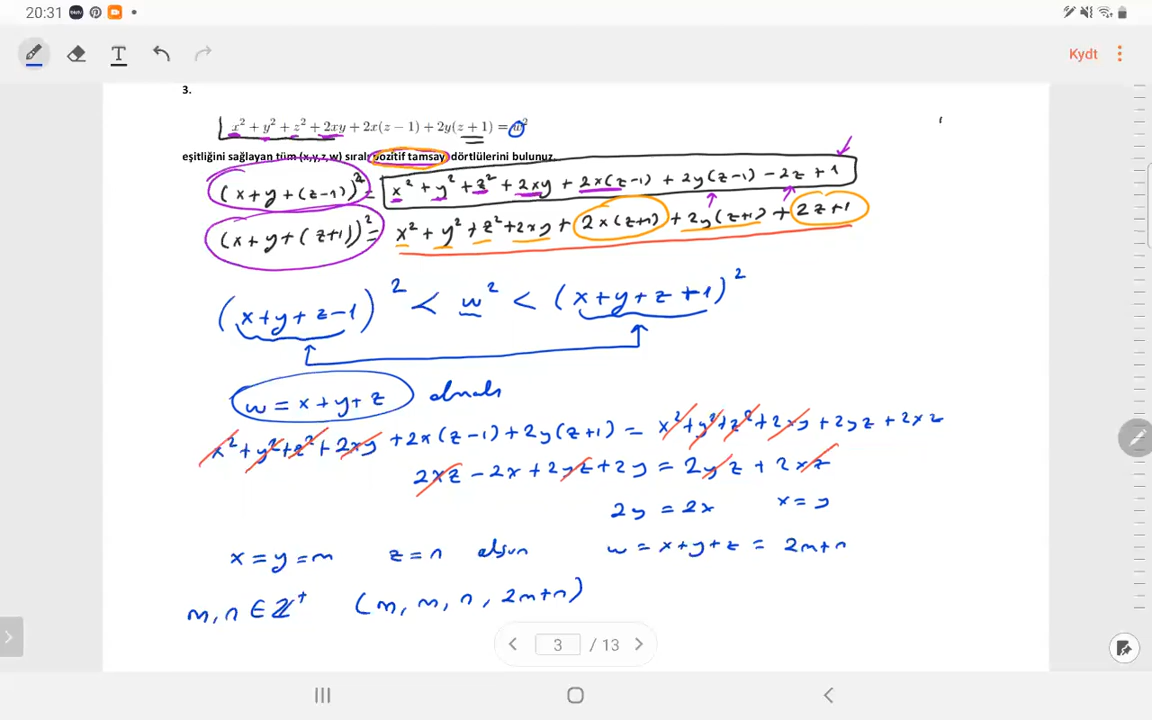 20:31
T
Kydt
3.
x² + y² + z² + 2xy + 2x(z − 1) + 2y(z + 1) = w²
eşitliğini sağlayan tüm (x,y,z,w) sıralı pozitif tamsayı dörtlülerini bulunuz.
(x+y+(z-1))² = x² + y² + z² + 2xy + 2x(z-1) + 2y(z-1) - 2z + 1
(x+y+(z+1))² = x² + y² + z² + 2xy + 2x(z+1) + 2y(z+1) + 2z+1
(x+y+z-1)² < w² < (x+y+z+1)²
w = x+y+z olmalı
x²+y²+z²+2xy +2x(z-1)+2y(z+1) = x²+y²+z²+2xy+2yz+2xz
2xz - 2x + 2yz + 2y = 2yz + 2xz
2y = 2x x = y
x = y = m z = n olsun w = x+y+z = 2m+n
m, n ∈ ℤ⁺ (m, m, n, 2m+n)
3 / 13